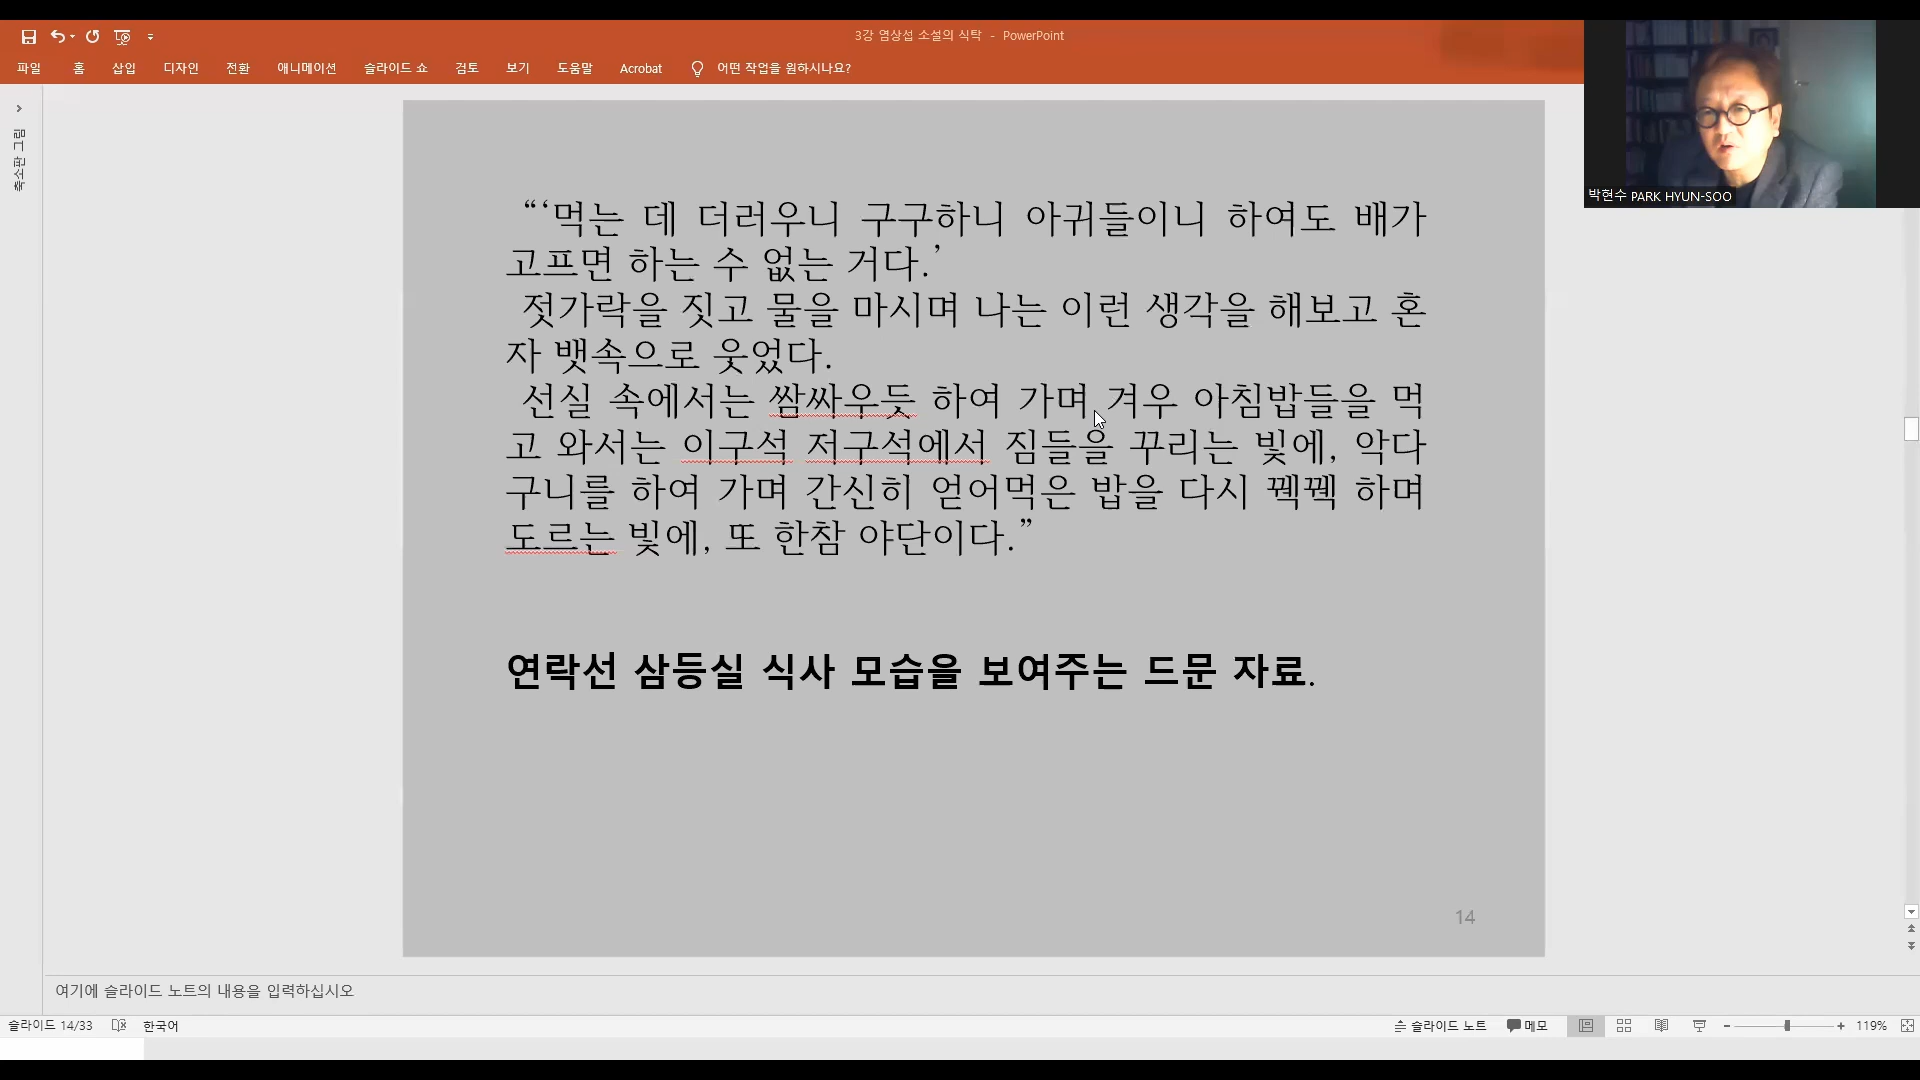 3강 염상섭 소설의 식탁 - PowerPoint
파일 홈 삽입 디자인 전환 애니메이션 슬라이드 쇼 검토 보기 도움말 Acrobat 어떤 작업을 원하시나요?
박현수 PARK HYUN-SOO
축소판 그림
“‘먹는 데 더러우니 구구하니 아귀들이니 하여도 배가
고프면 하는 수 없는 거다.’
젓가락을 짓고 물을 마시며 나는 이런 생각을 해보고 혼
자 뱃속으로 웃었다.
선실 속에서는 쌈싸우듯 하여 가며 겨우 아침밥들을 먹
고 와서는 이구석 저구석에서 짐들을 꾸리는 빛에, 악다
구니를 하여 가며 간신히 얻어먹은 밥을 다시 꿱꿱 하며
도르는 빛에, 또 한참 야단이다.”
연락선 삼등실 식사 모습을 보여주는 드문 자료.
14
여기에 슬라이드 노트의 내용을 입력하십시오
슬라이드 14/33 한국어 슬라이드 노트 메모 119%